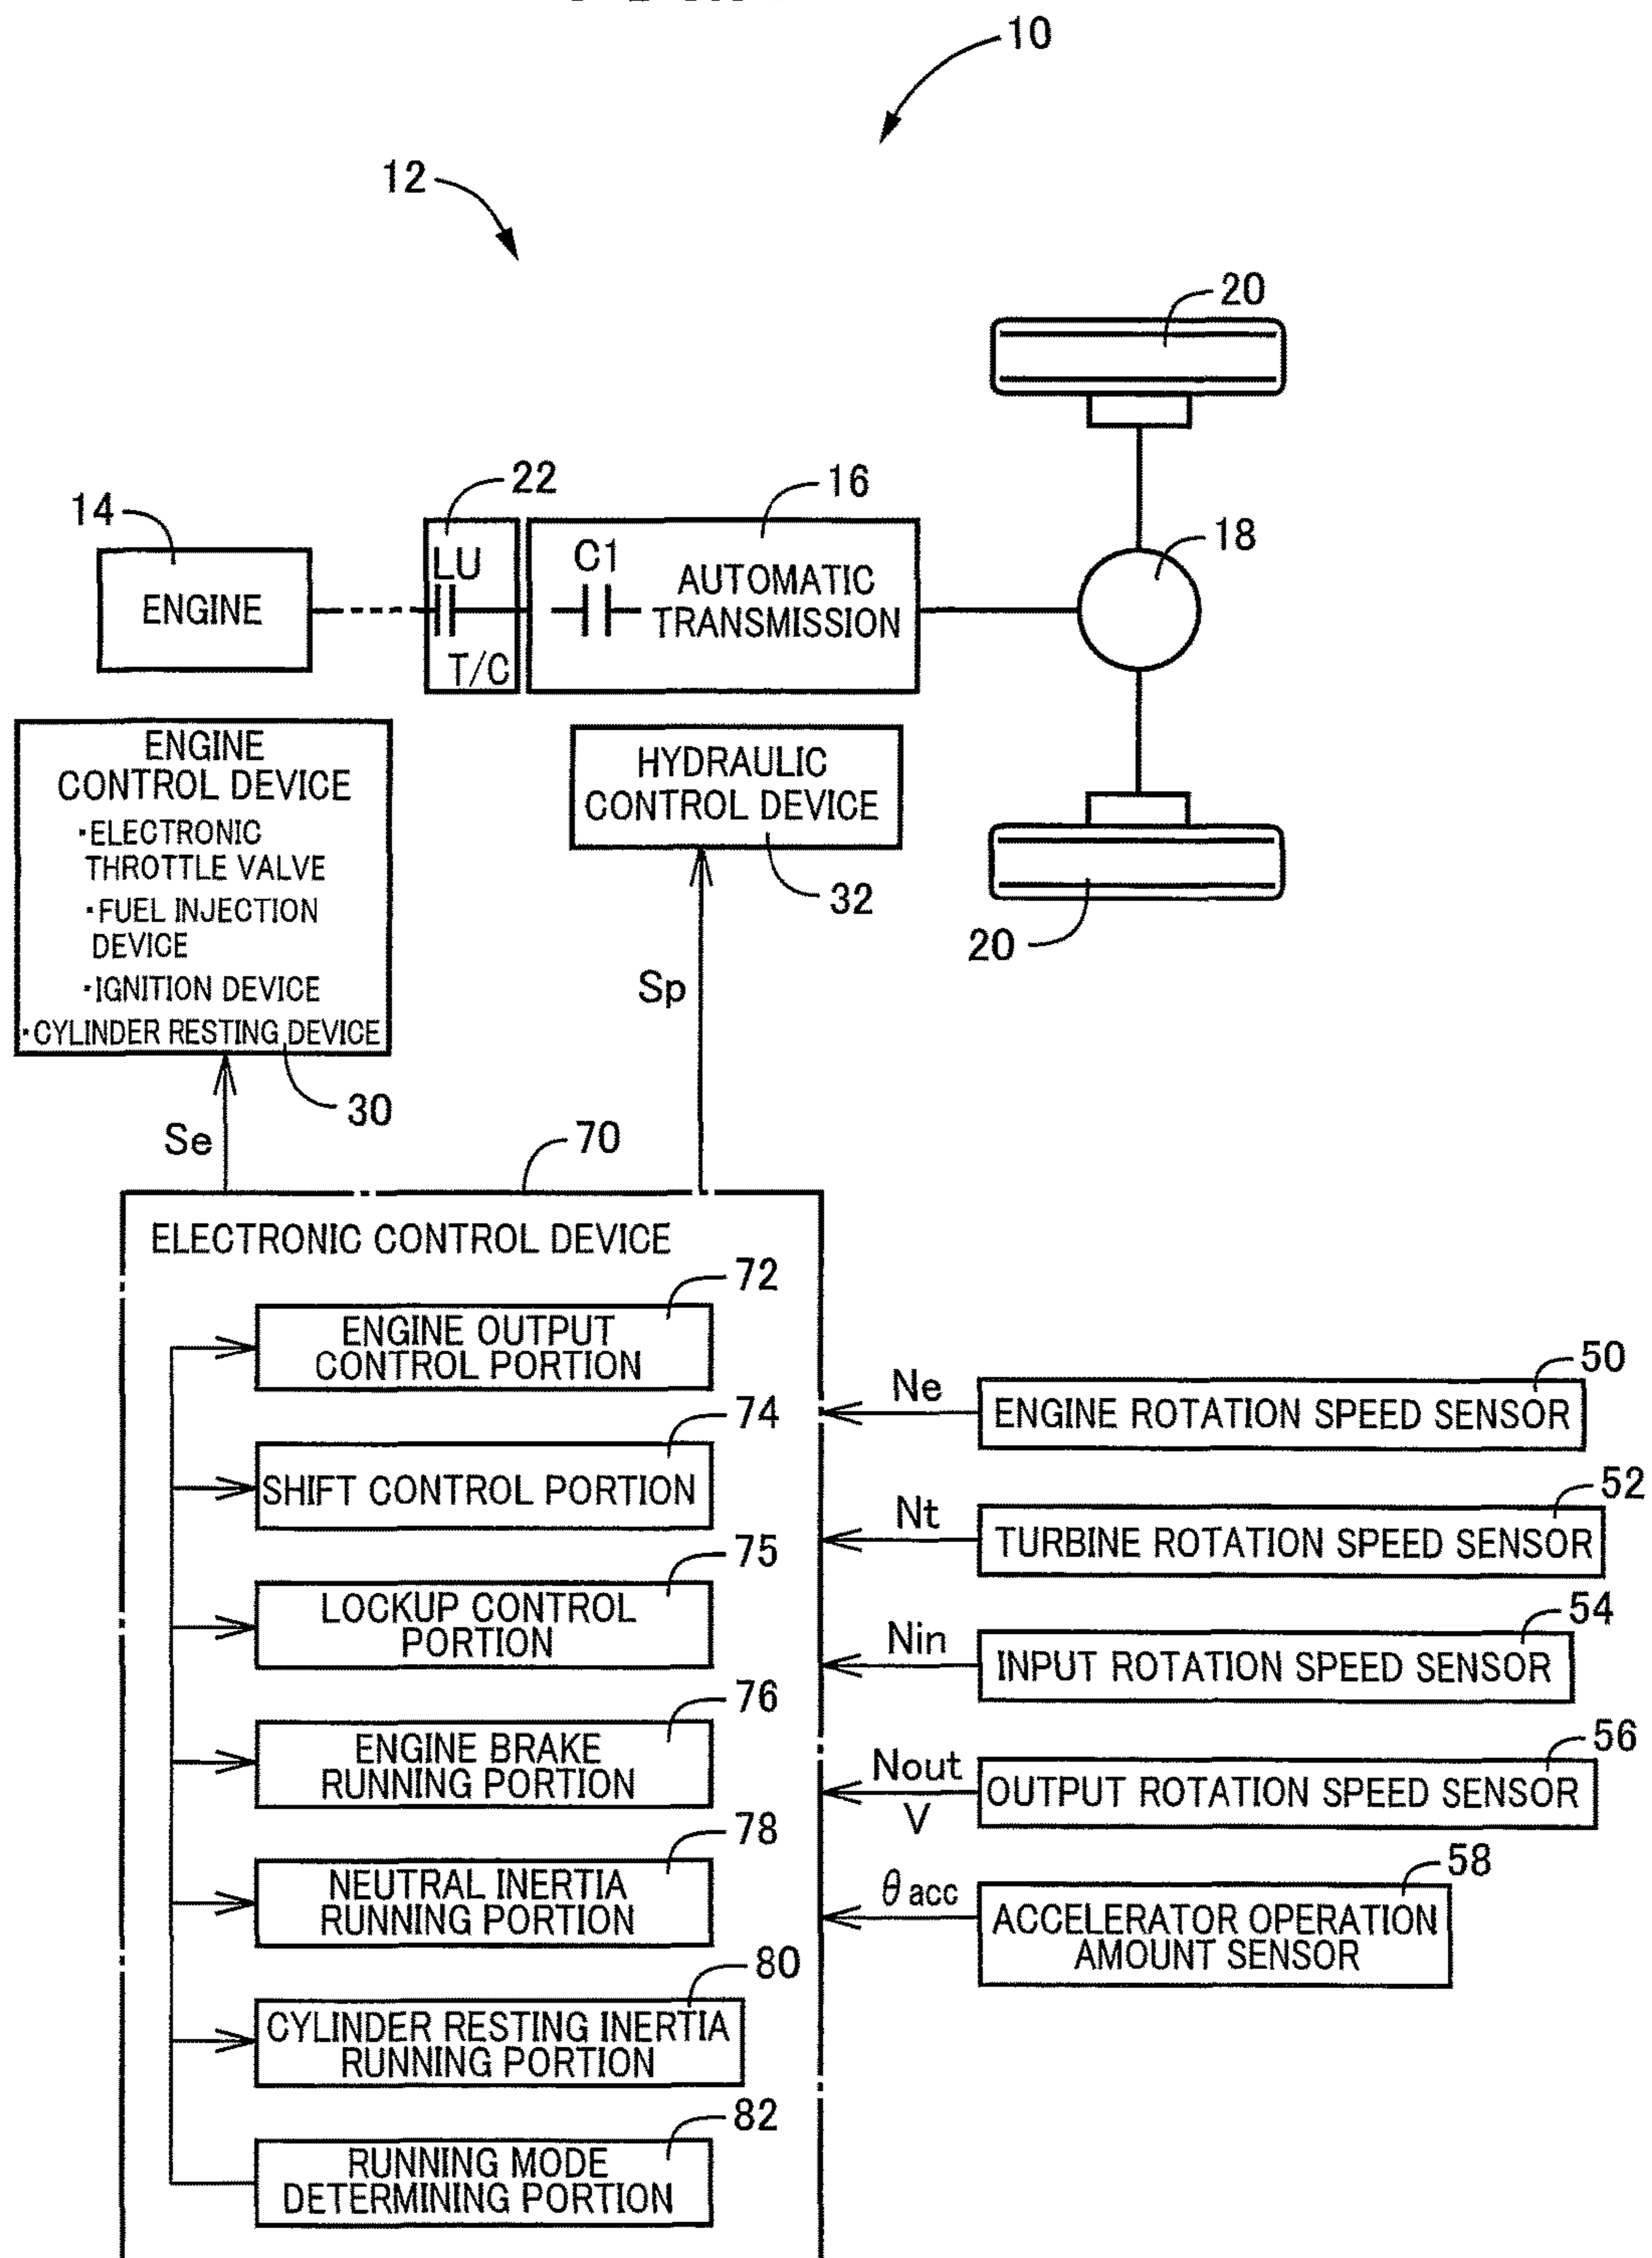 10
12
20
22
16
14
18
LU
C1
ENGINE
AUTOMATIC
TRANSMISSION
T/C
ENGINE
CONTROL DEVICE
・ELECTRONIC
THROTTLE VALVE
・FUEL INJECTION
DEVICE
・IGNITION DEVICE
・CYLINDER RESTING DEVICE
HYDRAULIC
CONTROL DEVICE
32
20
Sp
30
Se
70
ELECTRONIC CONTROL DEVICE
72
ENGINE OUTPUT
CONTROL PORTION
74
SHIFT CONTROL PORTION
75
LOCKUP CONTROL
PORTION
76
ENGINE BRAKE
RUNNING PORTION
78
NEUTRAL INERTIA
RUNNING PORTION
80
CYLINDER RESTING INERTIA
RUNNING PORTION
82
RUNNING MODE
DETERMINING PORTION
Ne
50
ENGINE ROTATION SPEED SENSOR
Nt
52
TURBINE ROTATION SPEED SENSOR
Nin
54
INPUT ROTATION SPEED SENSOR
Nout
V
56
OUTPUT ROTATION SPEED SENSOR
θacc
58
ACCELERATOR OPERATION
AMOUNT SENSOR